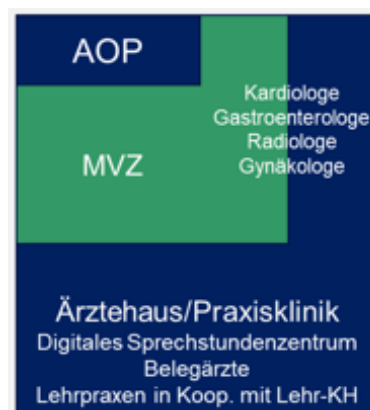 AOP
Kardiologe
Gastroenterologe
Radiologe
Gynäkologe
MVZ
Ärztehaus/Praxisklinik
Digitales Sprechstundenzentrum
Belegärzte
Lehrpraxen in Koop. mit Lehr-KH